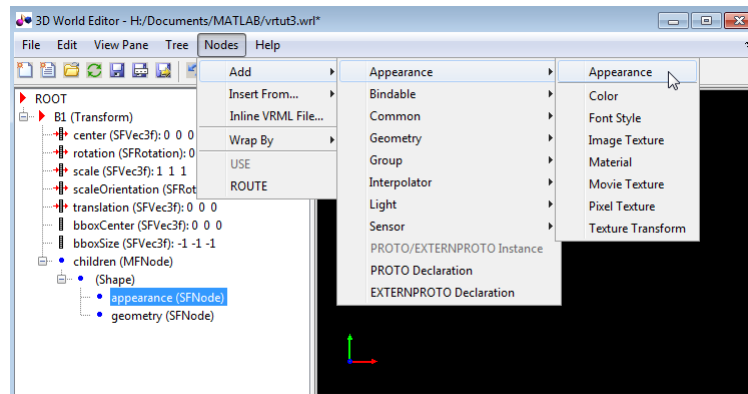 3D World Editor - H:/Documents/MATLAB/vrtut3.wrl*
File Edit View Pane Tree Nodes Help
Add
Insert From...
Inline VRML File...
Wrap By
USE
ROUTE
Appearance
Bindable
Common
Geometry
Group
Interpolator
Light
Sensor
PROTO/EXTERNPROTO Instance
PROTO Declaration
EXTERNPROTO Declaration
Appearance
Color
Font Style
Image Texture
Material
Movie Texture
Pixel Texture
Texture Transform
ROOT
B1 (Transform)
center (SFVec3f): 0 0 0
rotation (SFRotation): 0
scale (SFVec3f): 1 1 1
scaleOrientation (SFRot
translation (SFVec3f): 0 0 0
bboxCenter (SFVec3f): 0 0 0
bboxSize (SFVec3f): -1 -1 -1
children (MFNode)
(Shape)
appearance (SFNode)
geometry (SFNode)